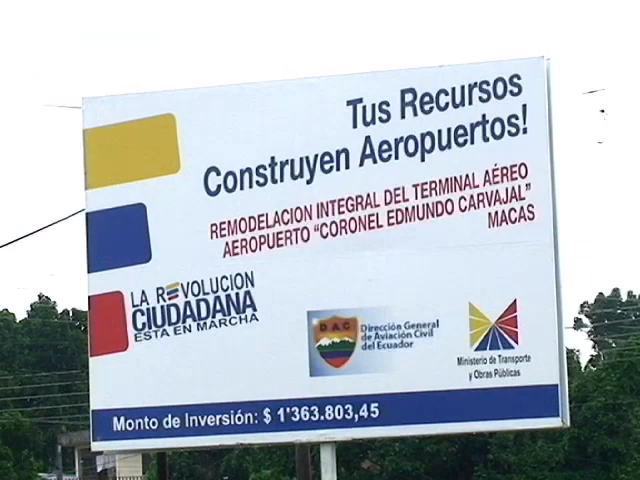 Tus Recursos
Construyen Aeropuertos!
REMODELACION INTEGRAL DEL TERMINAL AÉREO
AEROPUERTO "CORONEL EDMUNDO CARVAJAL"
MACAS
LA REVOLUCION
CIUDADANA
ESTA EN MARCHA
D.A.C
Dirección General
de Aviación Civil
del Ecuador
Ministerio de Transporte
y Obras Públicas
Monto de Inversión: $ 1'363.803,45